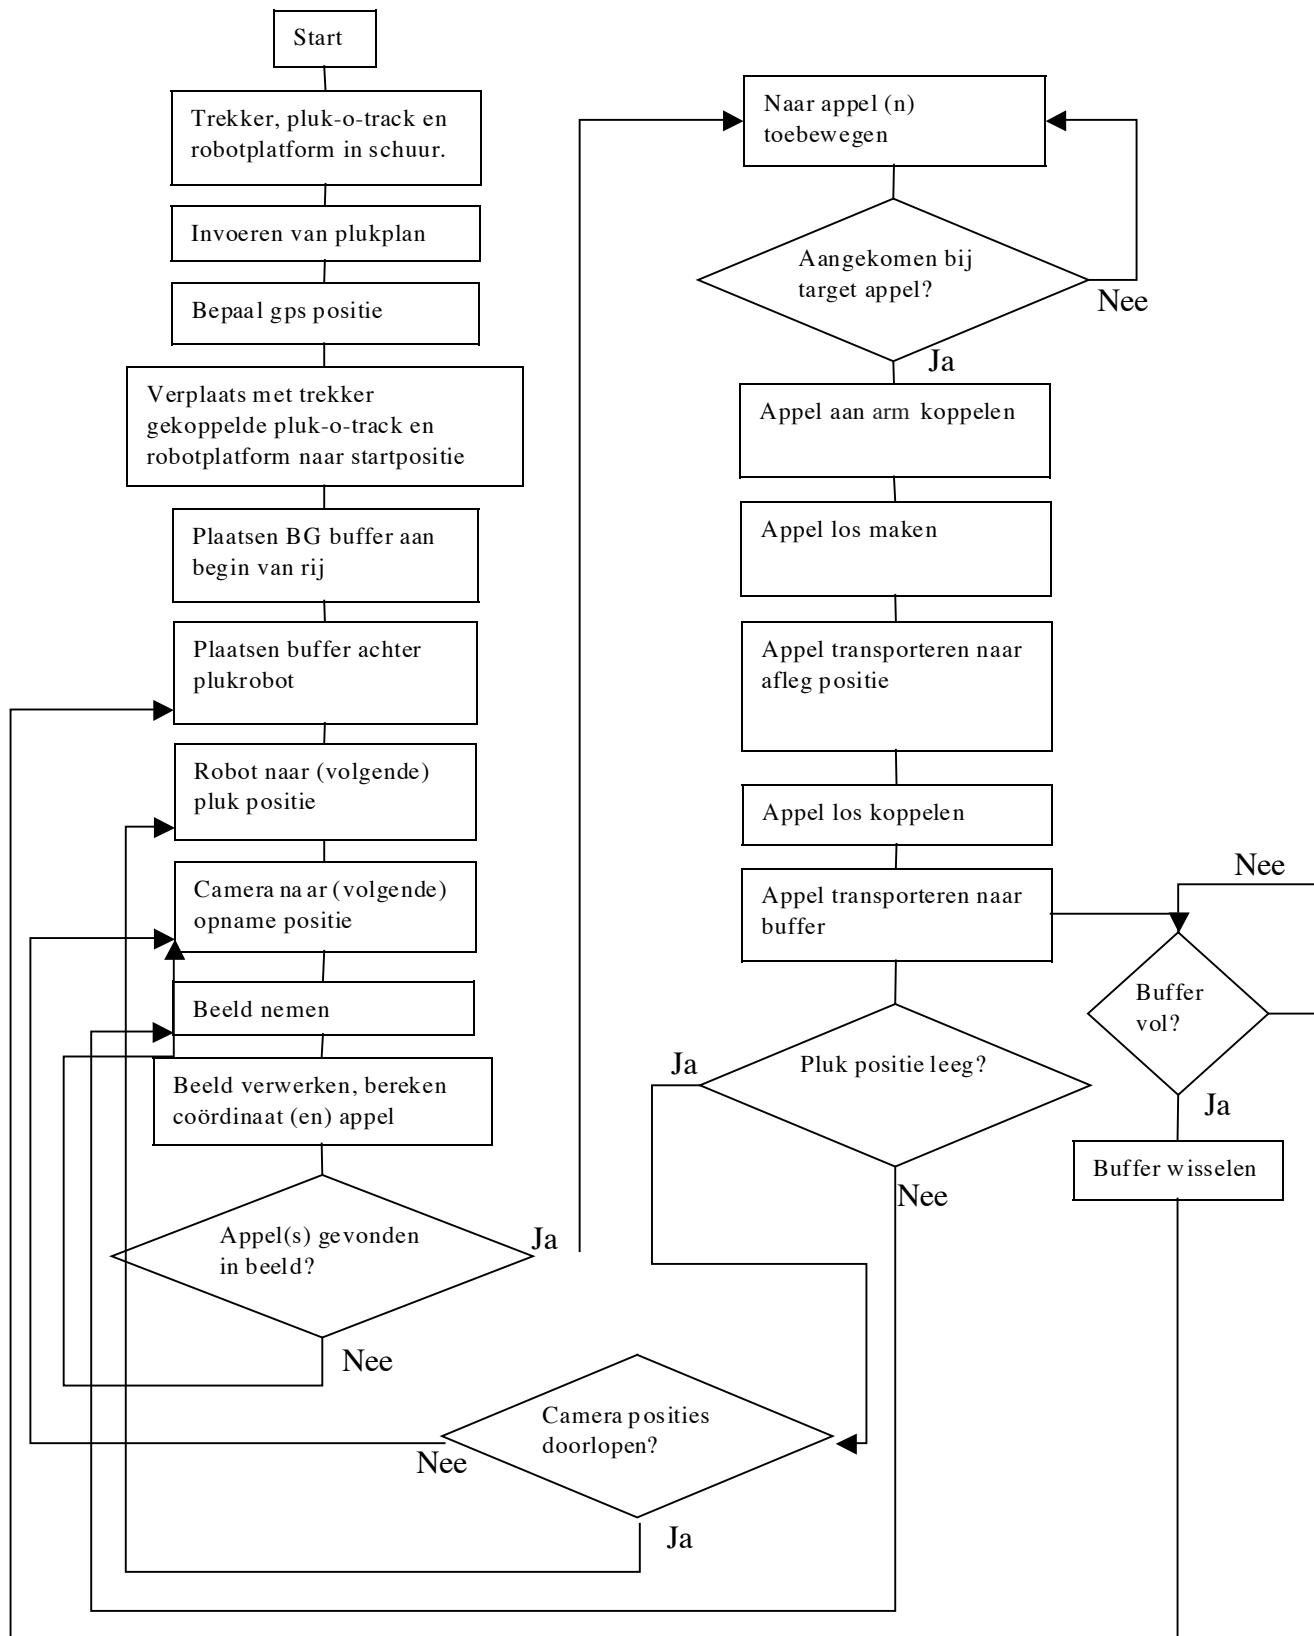 Start
Trekker, pluk-o-track en
robotplatform in schuur.
Invoeren van plukplan
Bepaal gps positie
Verplaats met trekker
gekoppelde pluk-o-track en
robotplatform naar startpositie
Plaatsen BG buffer aan
begin van rij
Plaatsen buffer achter
plukrobot
Robot naar (volgende)
pluk positie
Camera naar (volgende)
opname positie
Beeld nemen
Beeld verwerken, bereken
coördinaat (en) appel
Appel(s) gevonden
in beeld?
Ja
Nee
Naar appel (n)
toebewegen
Aangekomen bij
target appel?
Nee
Ja
Appel aan arm koppelen
Appel los maken
Appel transporteren naar
afleg positie
Appel los koppelen
Appel transporteren naar
buffer
Pluk positie leeg?
Ja
Nee
Camera posities
doorlopen?
Nee
Ja
Nee
Buffer
vol?
Ja
Buffer wisselen